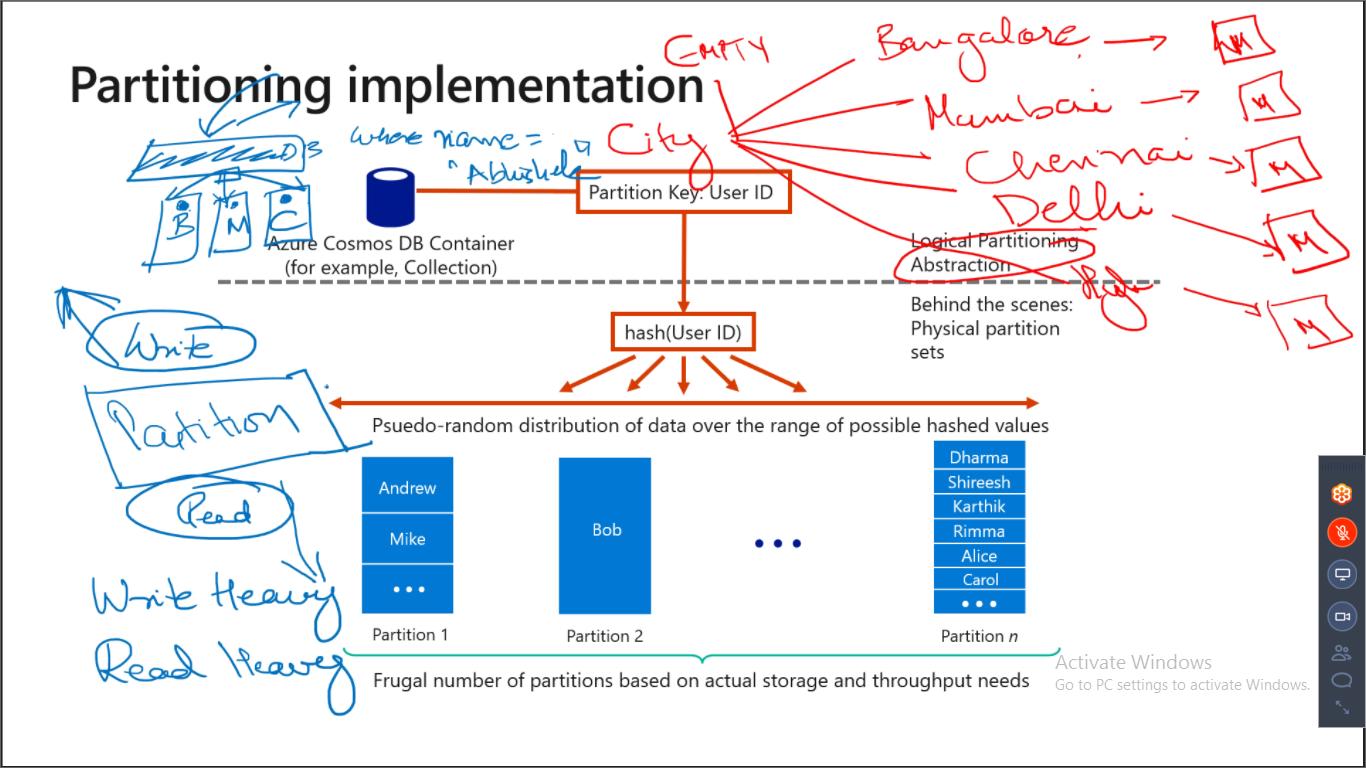 EMPTY
Bangalore
M
Partitioning implementation
Mumbai
M
where name =
City
Chennai
M
Partition Key: User ID
B M C
Delhi
M
Azure Cosmos DB Container
(for example, Collection)
Logical Partitioning
Abstraction
Behind the scenes:
Physical partition
sets
M
Write
hash(User ID)
Partition
Psuedo-random distribution of data over the range of possible hashed values
Read
Andrew
Mike
•••
Bob
•••
Dharma
Shireesh
Karthik
Rimma
Alice
Carol
•••
Write Heavy
Partition 1
Partition 2
Partition n
Read Heavy
Frugal number of partitions based on actual storage and throughput needs
Activate Windows
Go to PC settings to activate Windows.